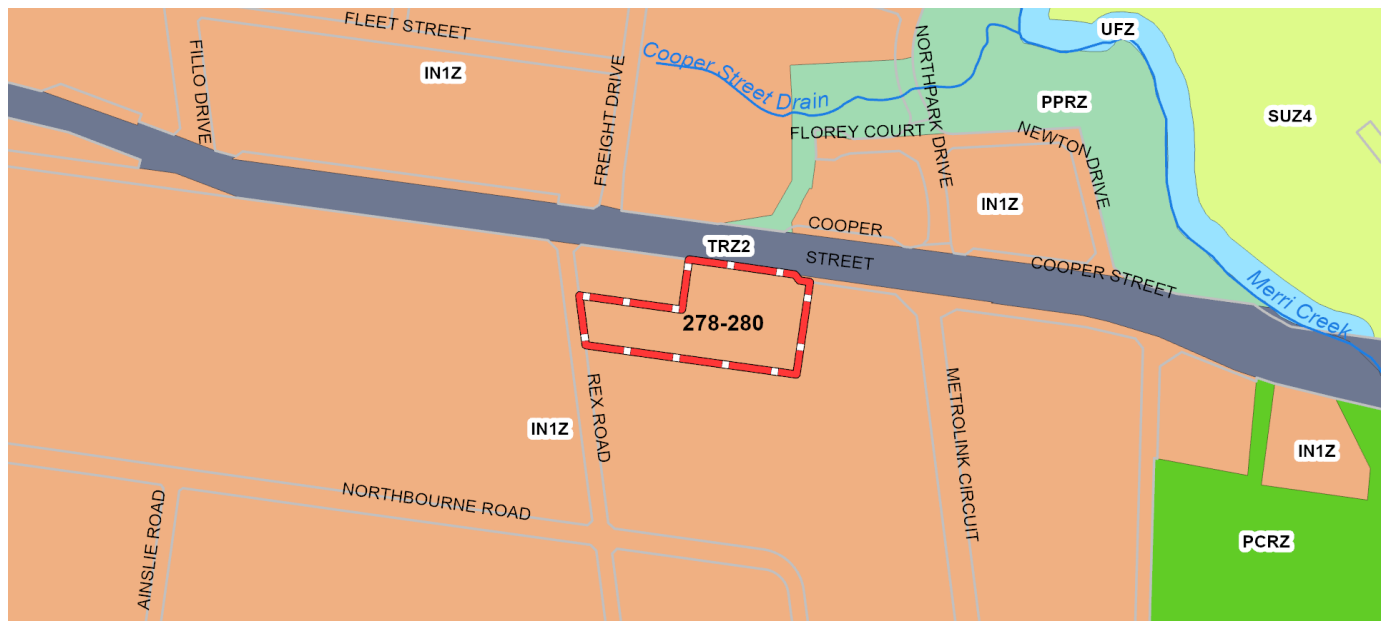 FLEET STREET
UFZ
FILLO DRIVE
IN1Z
FREIGHT DRIVE
Cooper Street Drain
NORTHPARK DRIVE
PPRZ
SUZ4
FLOREY COURT
NEWTON DRIVE
IN1Z
COOPER
TRZ2
STREET
COOPER STREET
Merri Creek
278-280
REX ROAD
METROLINK CIRCUIT
IN1Z
IN1Z
NORTHBOURNE ROAD
AINSLIE ROAD
PCRZ